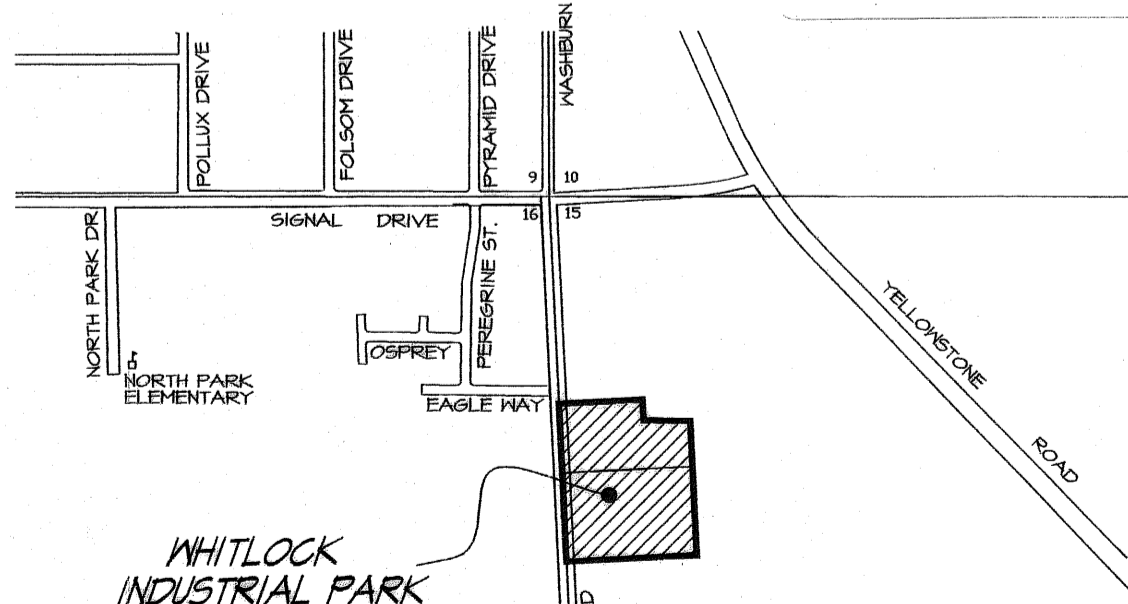 POLLUX DRIVE
FOLSOM DRIVE
PYRAMID DRIVE
WASHBURN
9 10
16 15
SIGNAL DRIVE
NORTH PARK DR
PEREGRINE ST.
OSPREY
EAGLE WAY
NORTH PARK
ELEMENTARY
YELLOWSTONE
ROAD
WHITLOCK
INDUSTRIAL PARK
D